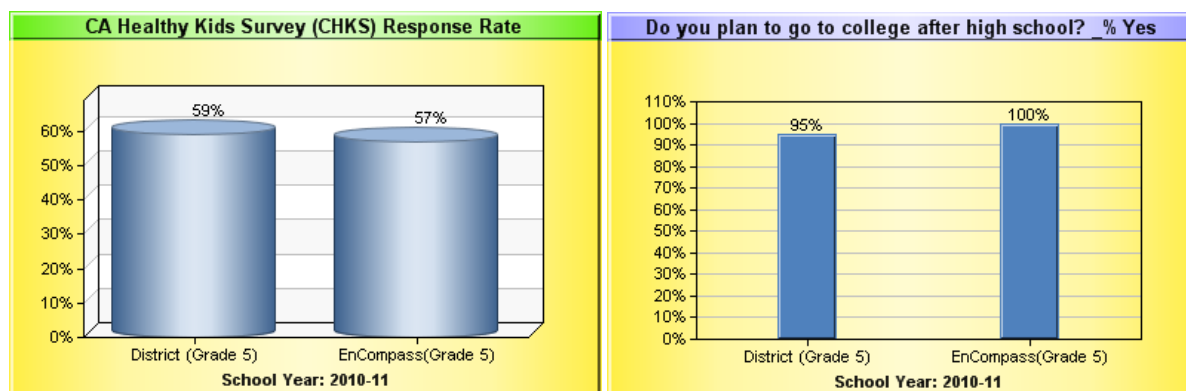 CA Healthy Kids Survey (CHKS) Response Rate
59%
57%
60%
50%
40%
30%
20%
10%
0%
District (Grade 5)
EnCompass(Grade 5)
School Year: 2010-11
Do you plan to go to college after high school? _% Yes
110%
100%
90%
80%
70%
60%
50%
40%
30%
20%
10%
0%
95%
100%
District (Grade 5)
EnCompass(Grade 5)
School Year: 2010-11